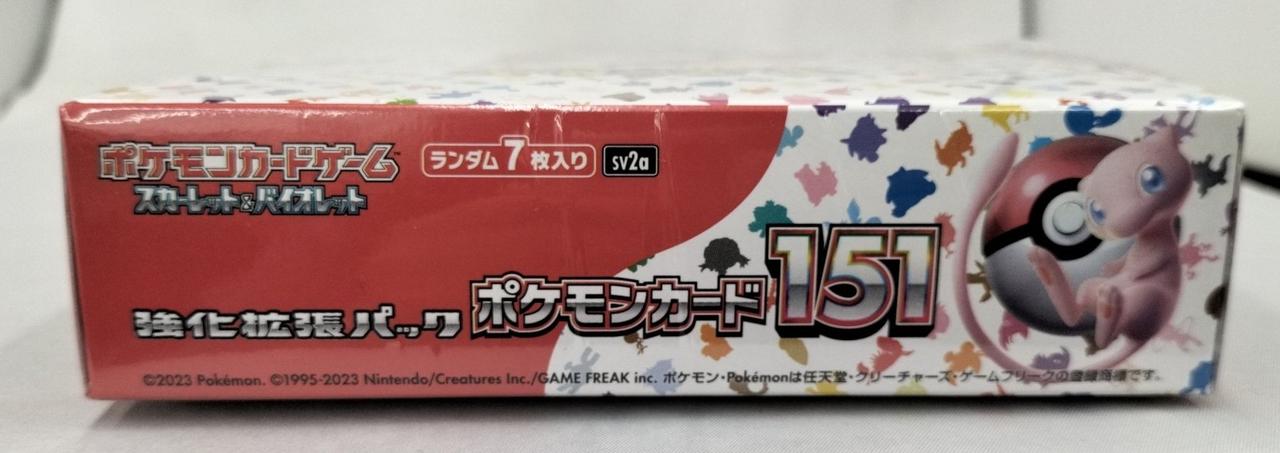 ポケモンカードゲーム
スカーレット&バイオレット
ランダム7枚入り sv2a
強化拡張パック ポケモンカード151
©2023 Pokémon. ©1995-2023 Nintendo/Creatures Inc./GAME FREAK inc. ポケモン・Pokémonは任天堂・クリーチャーズ・ゲームフリークの登録商標です。